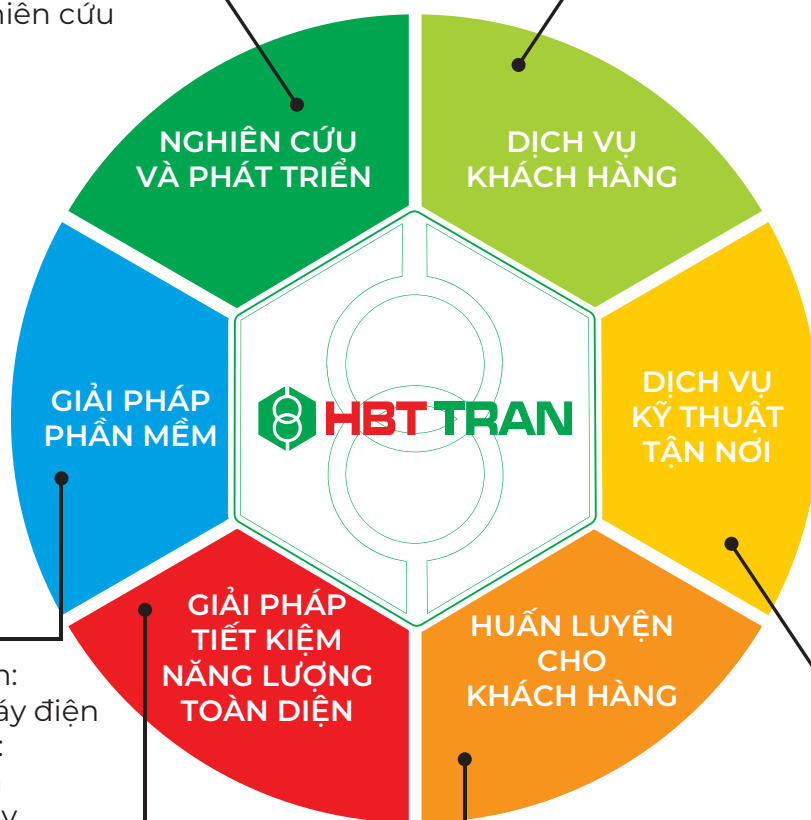 hiên cứu
NGHIÊN CỨU
VÀ PHÁT TRIỂN
DỊCH VỤ
KHÁCH HÀNG
GIẢI PHÁP
PHẦN MỀM
HBT TRAN
DỊCH VỤ
KỸ THUẬT
TẬN NƠI
GIẢI PHÁP
TIẾT KIỆM
NĂNG LƯỢNG
TOÀN DIỆN
HUẤN LUYỆN
CHO
KHÁCH HÀNG
áy điện